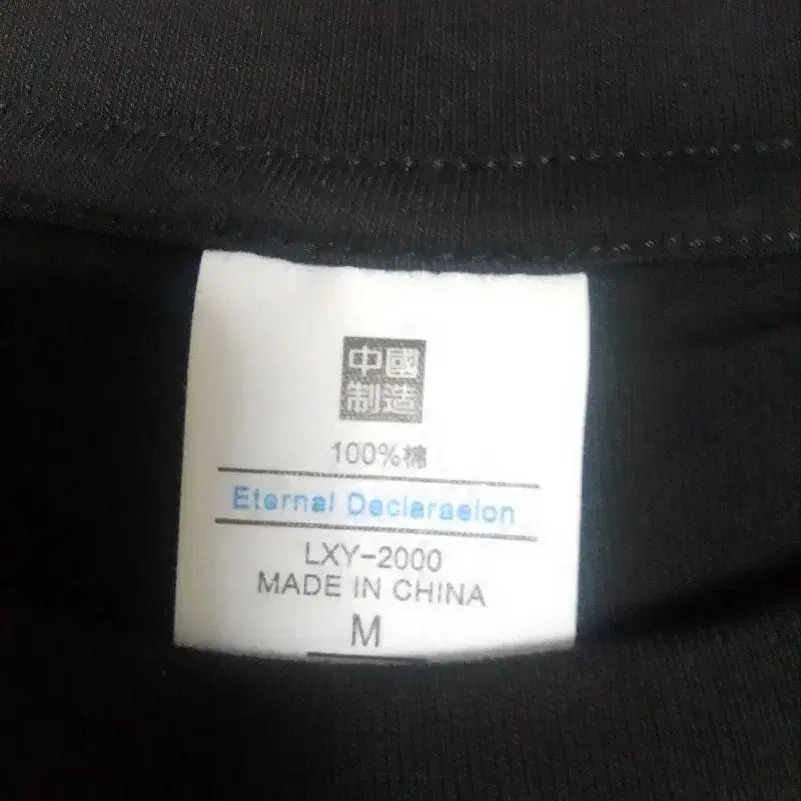 中國
制造
100%棉
Eternal Declaraeion
LXY-2000
MADE IN CHINA
M